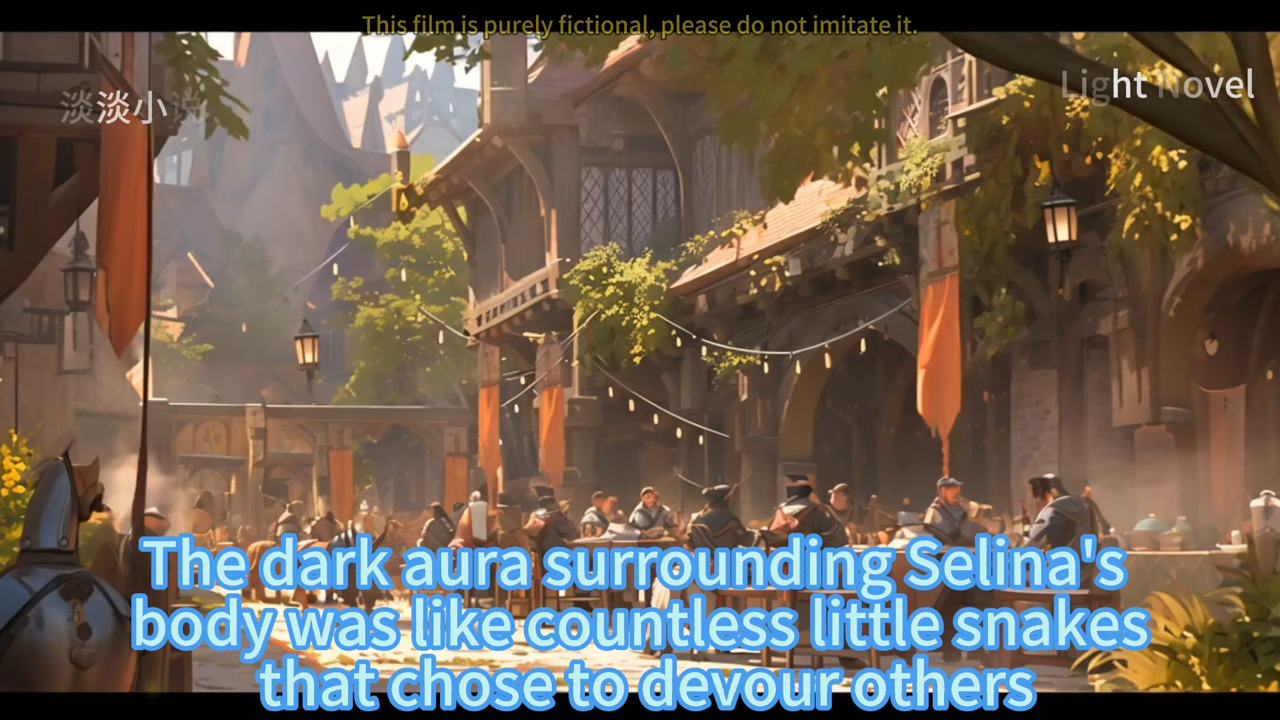 This film is purely fictional, please do not imitate it.
淡淡小说
Light Novel
The dark aura surrounding Selina's
body was like countless little snakes
that chose to devour others